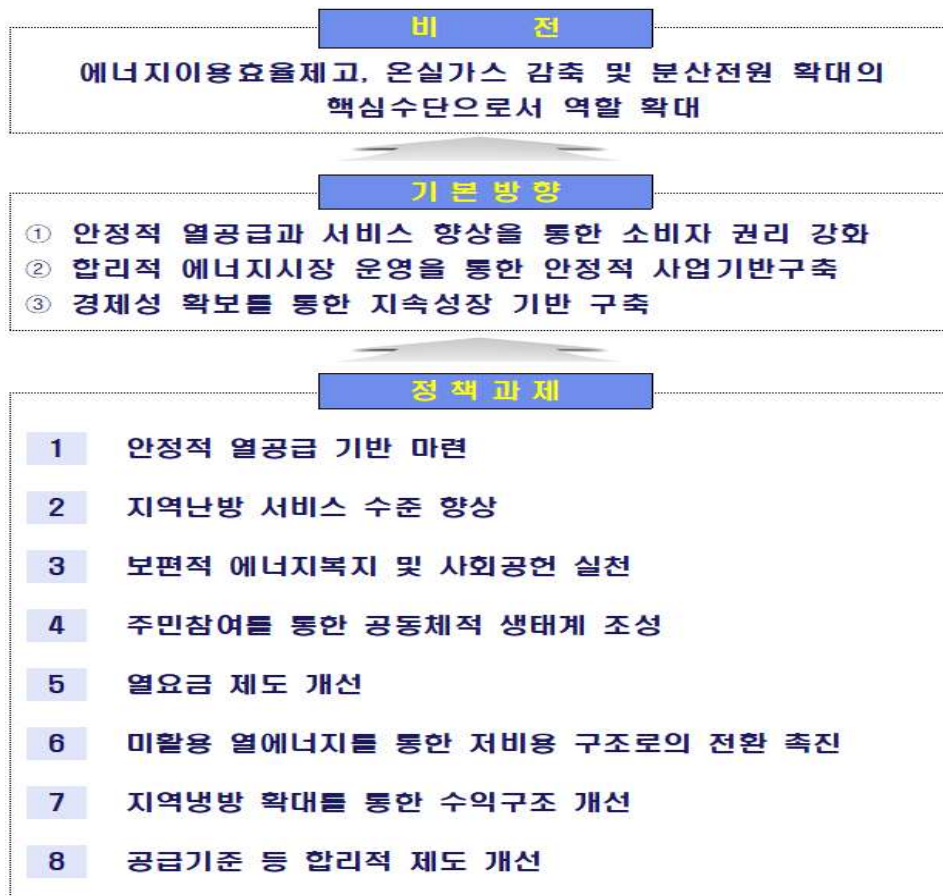 비 전
에너지이용효율제고, 온실가스 감축 및 분산전원 확대의
핵심수단으로서 역할 확대
기 본 방 향
① 안정적 열공급과 서비스 향상을 통한 소비자 권리 강화
② 합리적 에너지시장 운영을 통한 안정적 사업기반구축
③ 경제성 확보를 통한 지속성장 기반 구축
정 책 과 제
1 안정적 열공급 기반 마련
2 지역난방 서비스 수준 향상
3 보편적 에너지복지 및 사회공헌 실천
4 주민참여를 통한 공동체적 생태계 조성
5 열요금 제도 개선
6 미활용 열에너지를 통한 저비용 구조로의 전환 촉진
7 지역냉방 확대를 통한 수익구조 개선
8 공급기준 등 합리적 제도 개선